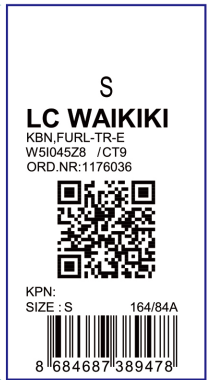 S
LC WAIKIKI
KBN,FURL-TR-E
W5I045Z8 /CT9
ORD.NR:1176036
KPN:
SIZE : S 164/84A
8 684687 389478